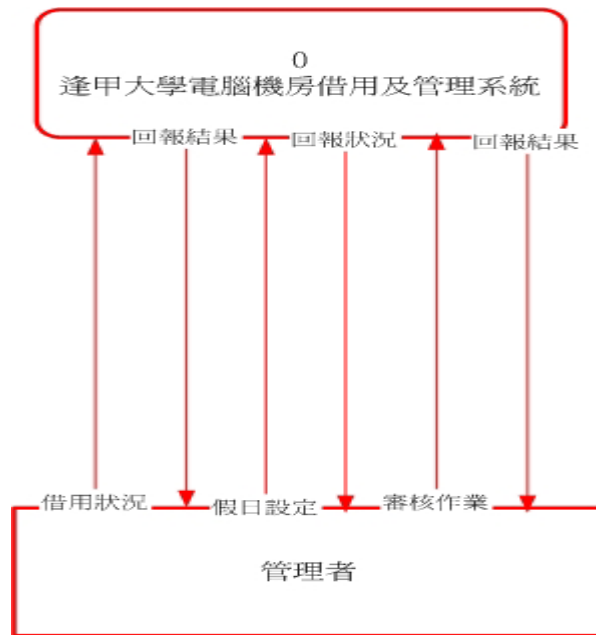 0
逢甲大學電腦機房借用及管理系統
回報結果
回報狀況
回報結果
借用狀況
假日設定
審核作業
管理者